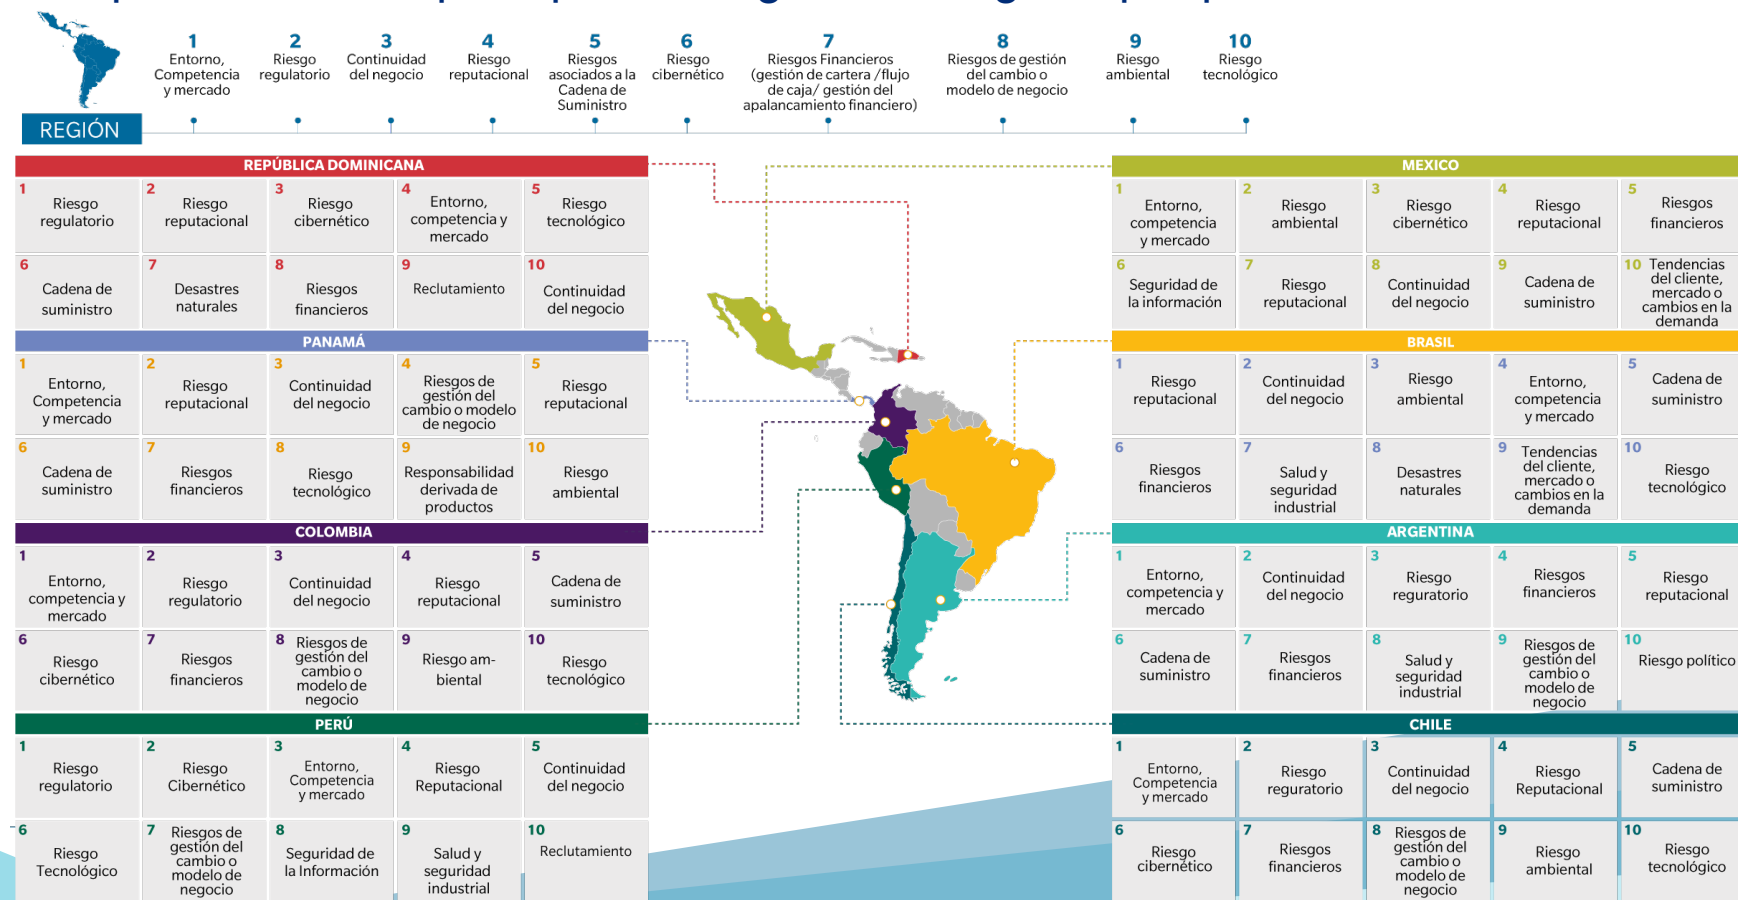 1
Entorno,
Competencia
y mercado
2
Riesgo
regulatorio
3
Continuidad
del negocio
4
Riesgo
reputacional
5
Riesgos
asociados a la
Cadena de
Suministro
6
Riesgo
cibernético
7
Riesgos Financieros
(gestión de cartera /flujo
de caja/ gestión del
apalancamiento financiero)
8
Riesgos de gestión
del cambio o
modelo de negocio
9
Riesgo
ambiental
10
Riesgo
tecnológico
REGIÓN
REPÚBLICA DOMINICANA
1
Riesgo
regulatorio
2
Riesgo
reputacional
3
Riesgo
cibernético
4
Entorno,
competencia y
mercado
5
Riesgo
tecnológico
6
Cadena de
suministro
7
Desastres
naturales
8
Riesgos
financieros
9
Reclutamiento
10
Continuidad
del negocio
PANAMÁ
1
Entorno,
Competencia
y mercado
2
Riesgo
reputacional
3
Continuidad
del negocio
4
Riesgos de
gestión del
cambio o modelo
de negocio
5
Riesgo
reputacional
6
Cadena de
suministro
7
Riesgos
financieros
8
Riesgo
tecnológico
9
Responsabilidad
derivada de
productos
10
Riesgo
ambiental
COLOMBIA
1
Entorno,
competencia y
mercado
2
Riesgo
regulatorio
3
Continuidad
del negocio
4
Riesgo
reputacional
5
Cadena de
suministro
6
Riesgo
cibernético
7
Riesgos
financieros
8
Riesgos de
gestión del
cambio o
modelo de
negocio
9
Riesgo am-
biental
10
Riesgo
tecnológico
PERÚ
1
Riesgo
regulatorio
2
Riesgo
Cibernético
3
Entorno,
Competencia
y mercado
4
Riesgo
Reputacional
5
Continuidad
del negocio
6
Riesgo
Tecnológico
7
Riesgos de
gestión del
cambio o
modelo de
negocio
8
Seguridad de
la Información
9
Salud y
seguridad
industrial
10
Reclutamiento
MEXICO
1
Entorno,
competencia
y mercado
2
Riesgo
ambiental
3
Riesgo
cibernético
4
Riesgo
reputacional
5
Riesgos
financieros
6
Seguridad de
la información
7
Riesgo
reputacional
8
Continuidad
del negocio
9
Cadena de
suministro
10
Tendencias
del cliente,
mercado o
cambios en la
demanda
BRASIL
1
Riesgo
reputacional
2
Continuidad
del negocio
3
Riesgo
ambiental
4
Entorno,
competencia
y mercado
5
Cadena de
suministro
6
Riesgos
financieros
7
Salud y
seguridad
industrial
8
Desastres
naturales
9
Tendencias
del cliente,
mercado o
cambios en la
demanda
10
Riesgo
tecnológico
ARGENTINA
1
Entorno,
competencia y
mercado
2
Continuidad
del negocio
3
Riesgo
reguratorio
4
Riesgos
financieros
5
Riesgo
reputacional
6
Cadena de
suministro
7
Riesgos
financieros
8
Salud y
seguridad
industrial
9
Riesgos de
gestión del
cambio o
modelo de
negocio
10
Riesgo político
CHILE
1
Entorno,
Competencia
y mercado
2
Riesgo
reguratorio
3
Continuidad
del negocio
4
Riesgo
Reputacional
5
Cadena de
suministro
6
Riesgo
cibernético
7
Riesgos
financieros
8
Riesgos de
gestión del
cambio o
modelo de
negocio
9
Riesgo
ambiental
10
Riesgo
tecnológico